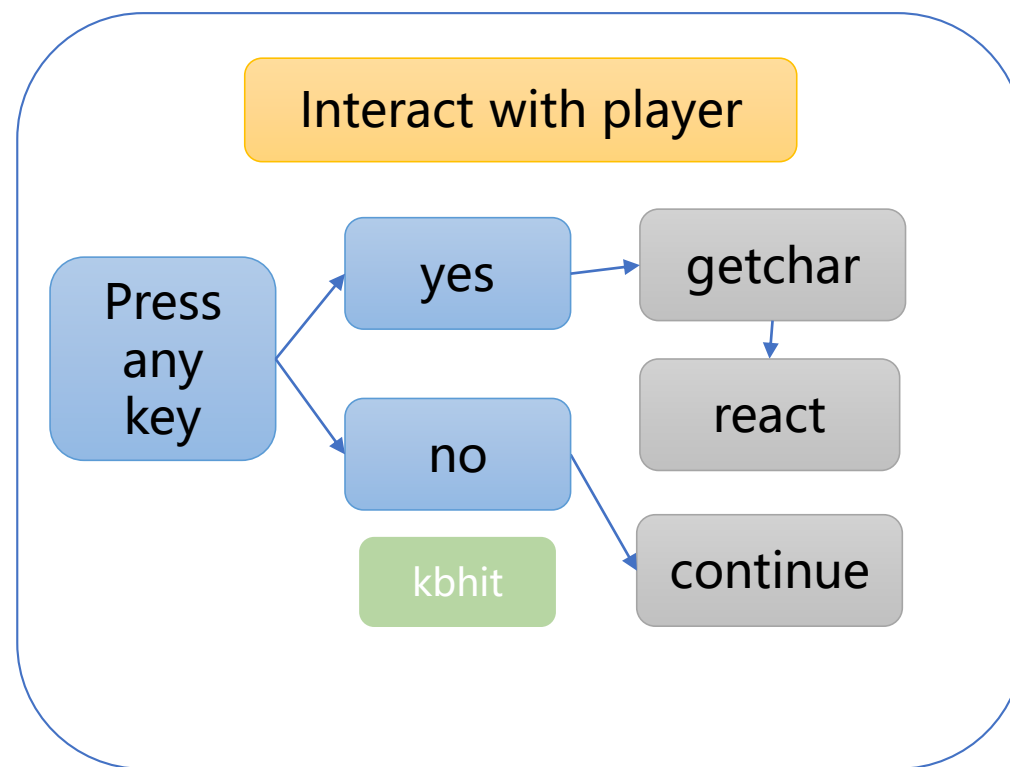 Interact with player
Press
any
key
yes
getchar
react
no
continue
kbhit